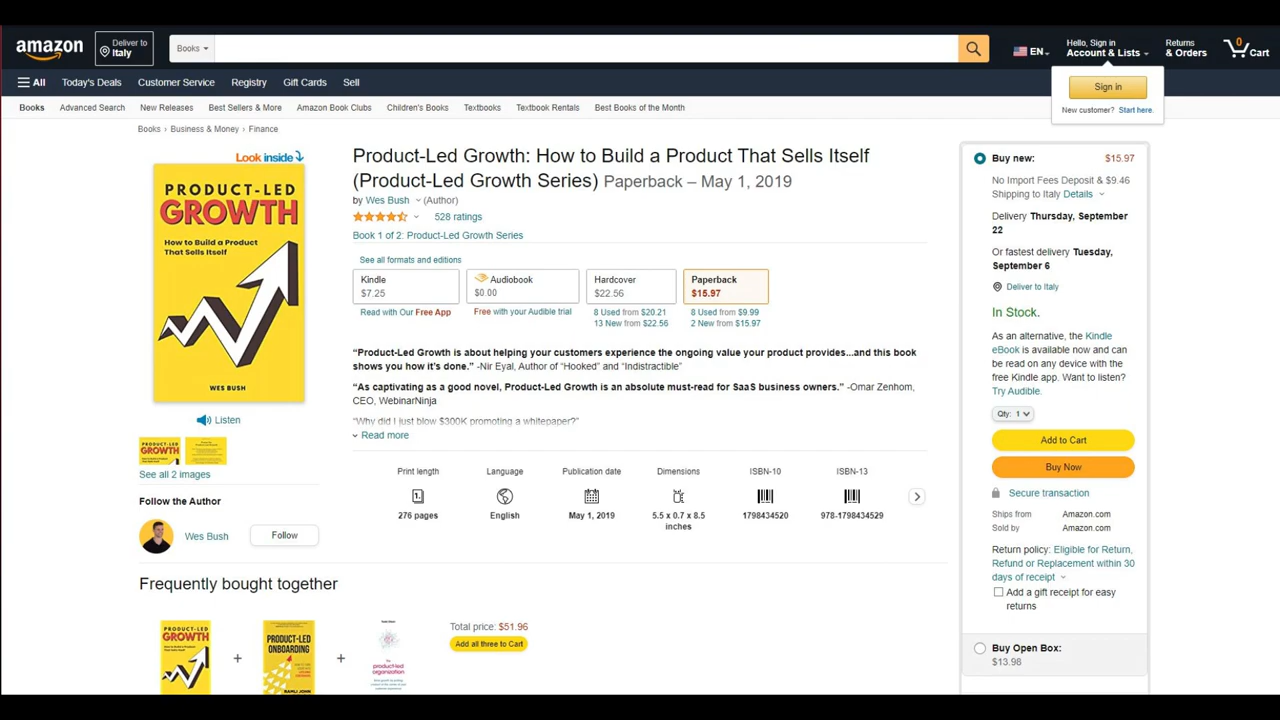 amazon
Deliver to
Italy
Books
EN
Hello, Sign in
Account & Lists
Returns
& Orders
0
Cart
All
Today's Deals
Customer Service
Registry
Gift Cards
Sell
Sign in
New customer? Start here.
Books
Advanced Search
New Releases
Best Sellers & More
Amazon Book Clubs
Children's Books
Textbooks
Textbook Rentals
Best Books of the Month
Books › Business & Money › Finance
Look inside
PRODUCT-LED
GROWTH
How to Build a Product
That Sells Itself
WES BUSH
Listen
See all 2 images
Follow the Author
Wes Bush
Follow
Product-Led Growth: How to Build a Product That Sells Itself
(Product-Led Growth Series) Paperback – May 1, 2019
by Wes Bush (Author)
528 ratings
Book 1 of 2: Product-Led Growth Series
See all formats and editions
Kindle
$7.25
Read with Our Free App
Audiobook
$0.00
Free with your Audible trial
Hardcover
$22.56
8 Used from $20.21
13 New from $22.56
Paperback
$15.97
8 Used from $9.99
2 New from $15.97
“Product-Led Growth is about helping your customers experience the ongoing value your product provides...and this book
shows you how it's done.” -Nir Eyal, Author of “Hooked” and “Indistractible”
“As captivating as a good novel, Product-Led Growth is an absolute must-read for SaaS business owners.” -Omar Zenhom,
CEO, WebinarNinja
“Why did I just blow $300K promoting a whitepaper?”
Read more
Print length
276 pages
Language
English
Publication date
May 1, 2019
Dimensions
5.5 x 0.7 x 8.5
inches
ISBN-10
1798434520
ISBN-13
978-1798434529
Buy new:
$15.97
No Import Fees Deposit & $9.46
Shipping to Italy Details
Delivery Thursday, September
22
Or fastest delivery Tuesday,
September 6
Deliver to Italy
In Stock.
As an alternative, the Kindle
eBook is available now and can
be read on any device with the
free Kindle app. Want to listen?
Try Audible.
Qty: 1
Add to Cart
Buy Now
Secure transaction
Ships from Amazon.com
Sold by Amazon.com
Return policy: Eligible for Return,
Refund or Replacement within 30
days of receipt
Add a gift receipt for easy
returns
Buy Open Box:
$13.98
Frequently bought together
PRODUCT-LED
GROWTH
+
PRODUCT-LED
ONBOARDING
+
product-led
organization
Total price: $51.96
Add all three to Cart